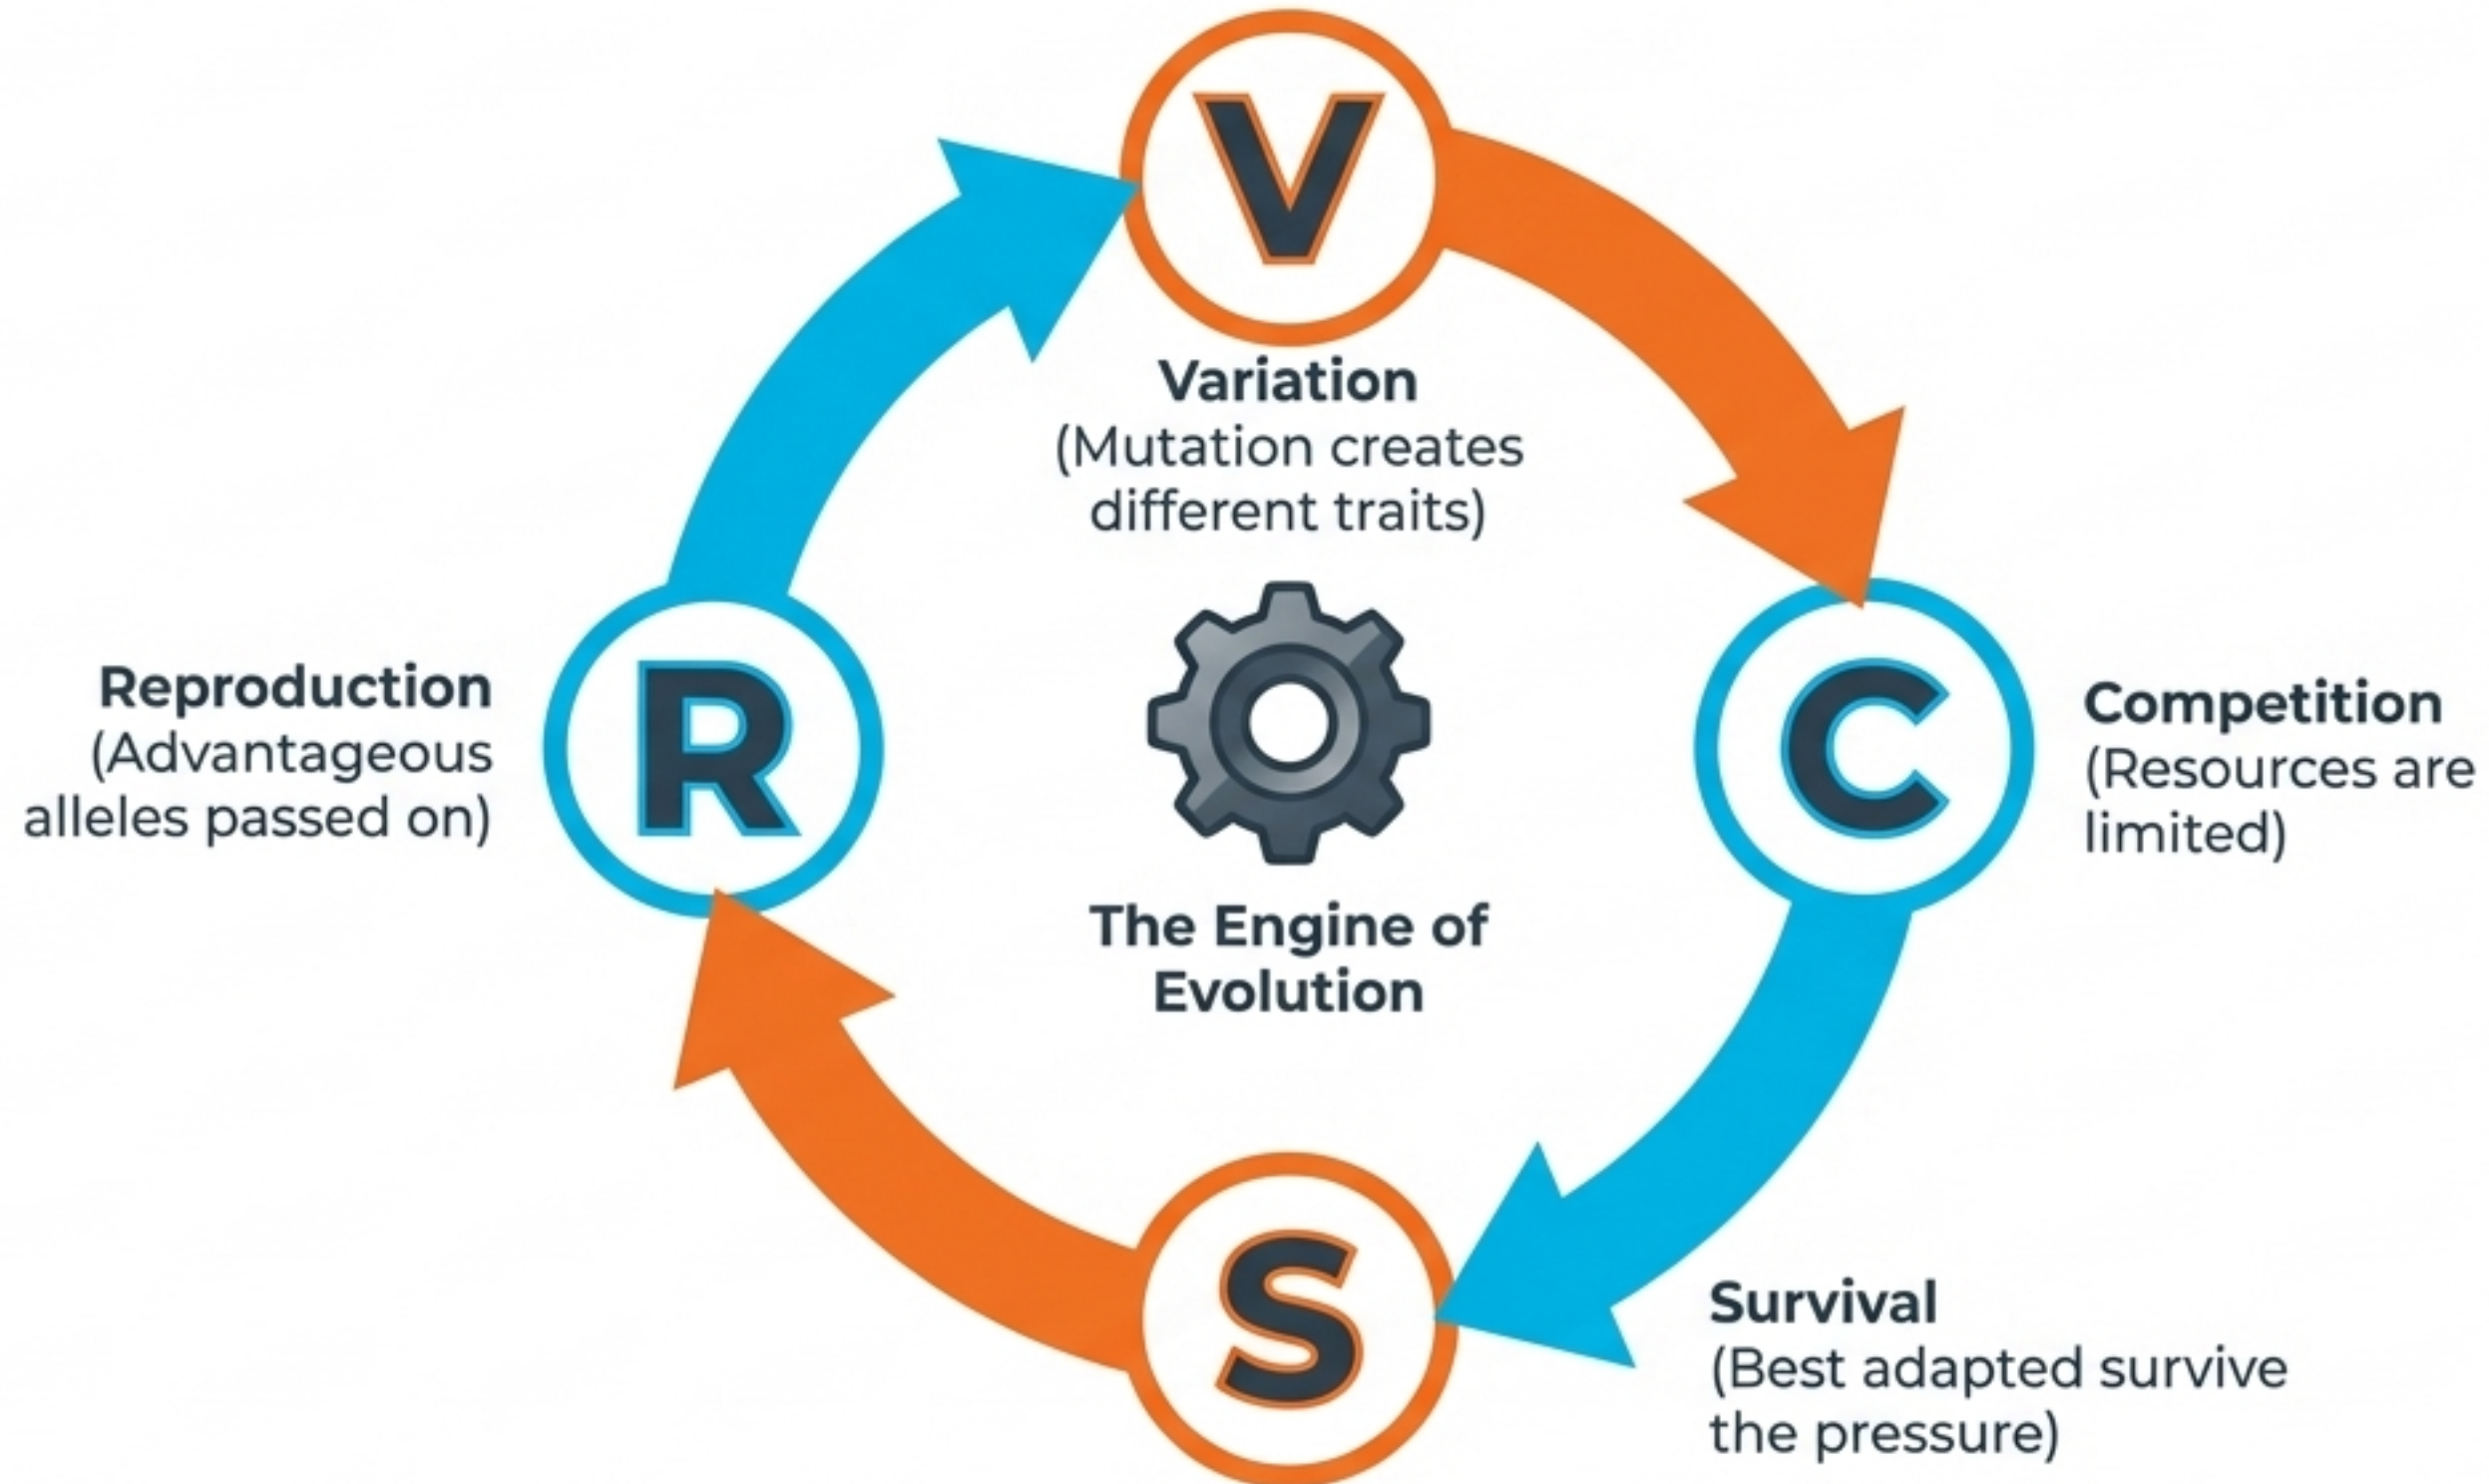 V
Variation
(Mutation creates
different traits)
C
Competition
(Resources are
limited)
S
Survival
(Best adapted survive
the pressure)
R
Reproduction
(Advantageous
alleles passed on)
The Engine of
Evolution